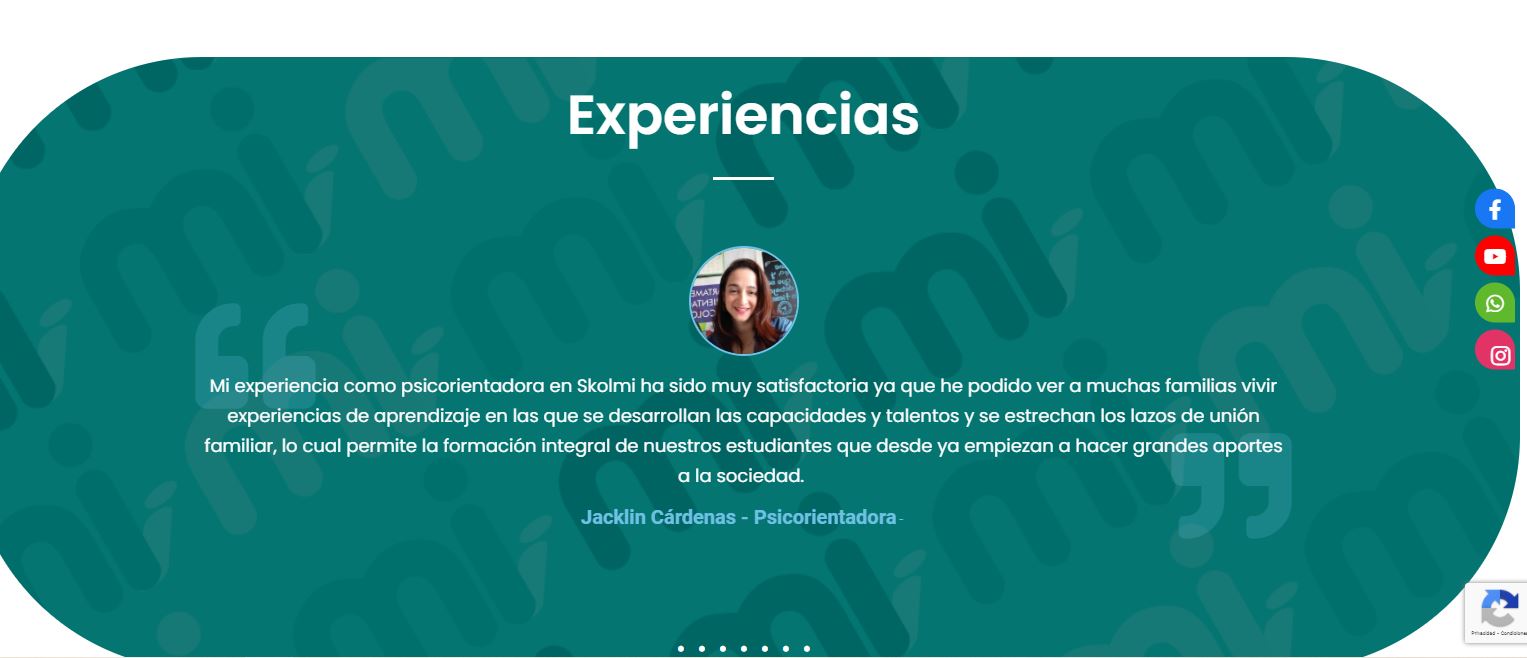 Experiencias
Mi experiencia como psicorientadora en Skolmi ha sido muy satisfactoria ya que he podido ver a muchas familias vivir
experiencias de aprendizaje en las que se desarrollan las capacidades y talentos y se estrechan los lazos de unión
familiar, lo cual permite la formación integral de nuestros estudiantes que desde ya empiezan a hacer grandes aportes
a la sociedad.
Jacklin Cárdenas - Psicorientadora -
Privacidad - Condiciones